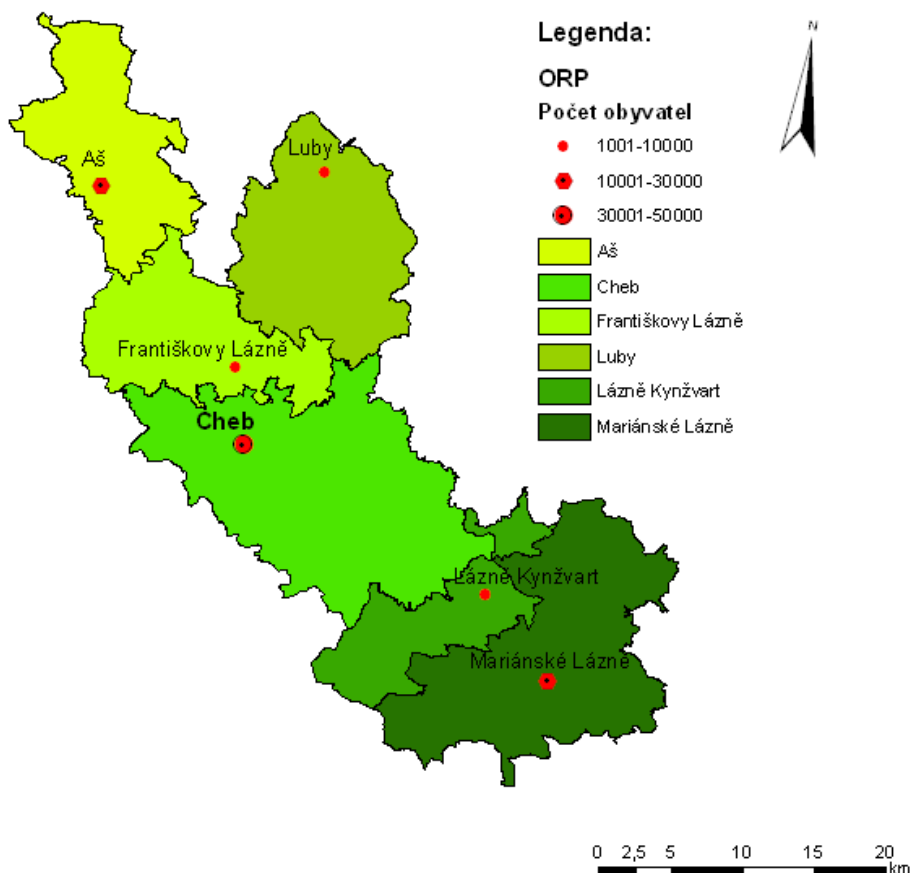 N
Legenda:
ORP
Počet obyvatel
1001-10000
10001-30000
30001-50000
Aš
Cheb
Františkovy Lázně
Luby
Lázně Kynžvart
Mariánské Lázně
Aš
Luby
Františkovy Lázně
Cheb
Lázně Kynžvart
Mariánské Lázně
0 2,5 5 10 15 20
km